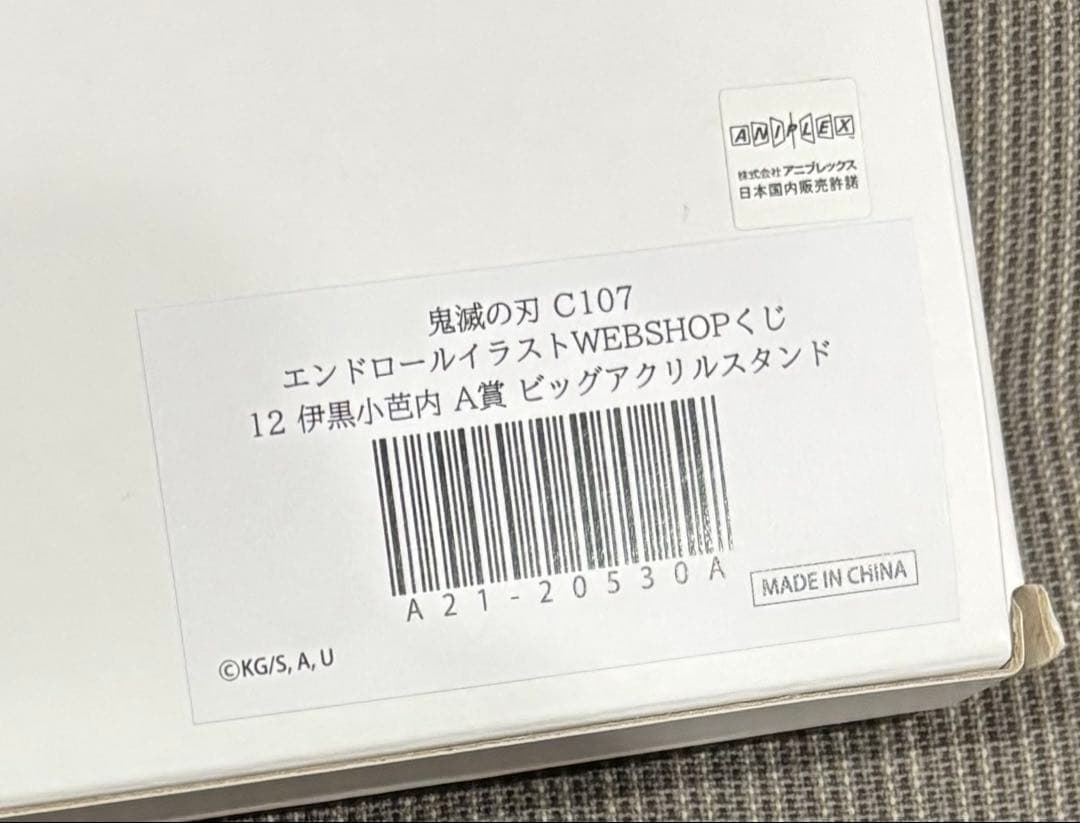 ANIPLEX
株式会社アニプレックス
日本国内販売許諾
鬼滅の刃 C107
エンドロールイラストWEBSHOPくじ
12 伊黒小芭内 A賞 ビッグアクリルスタンド
A21-20530A
MADE IN CHINA
©KG/S, A, U